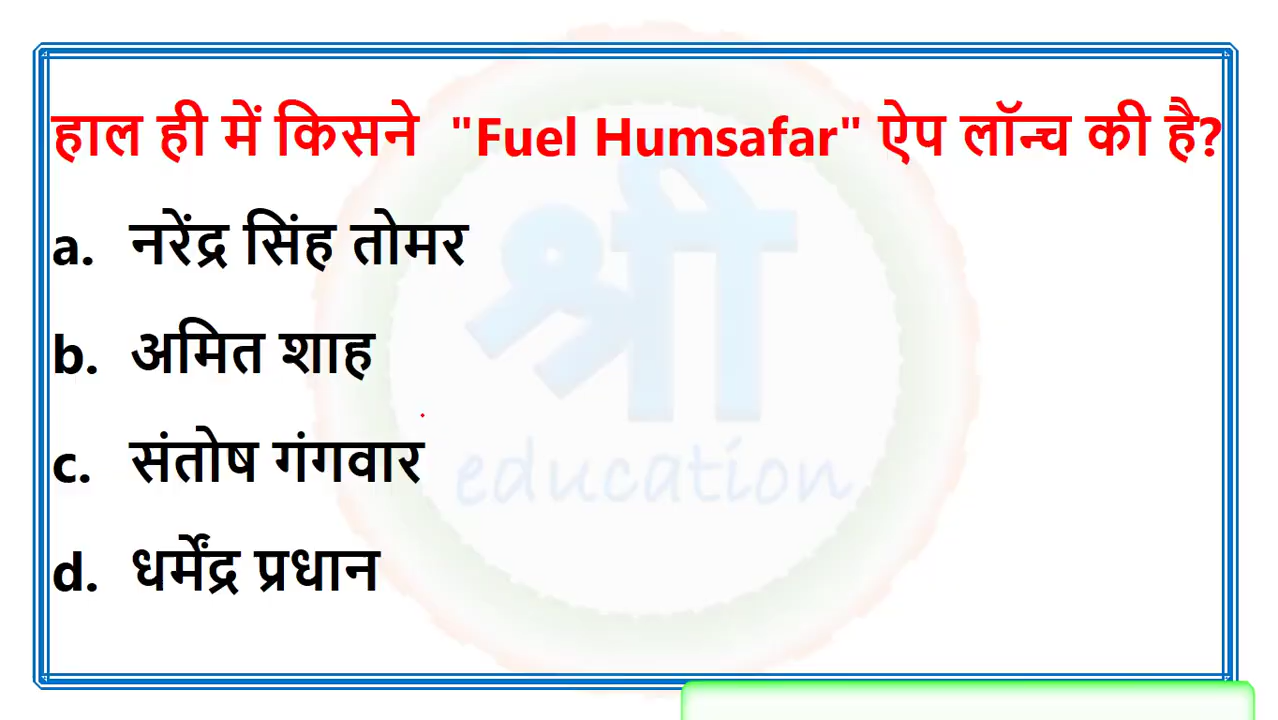 हाल ही में किसने "Fuel Humsafar" ऐप लॉन्च की है?
a. नरेंद्र सिंह तोमर
b. अमित शाह
c. संतोष गंगवार
d. धर्मेंद्र प्रधान
श्री
education